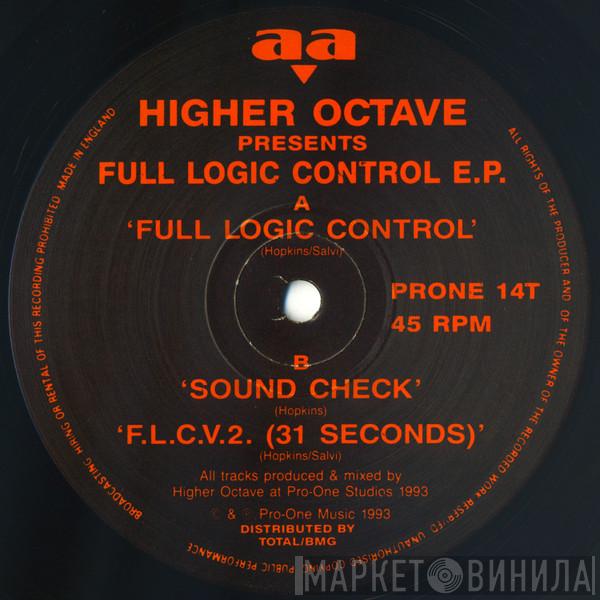 aa
HIGHER OCTAVE
PRESENTS
FULL LOGIC CONTROL E.P.
A
‘FULL LOGIC CONTROL’
(Hopkins/Salvi)
PRONE 14T
45 RPM
B
‘SOUND CHECK’
(Hopkins)
‘F.L.C.V.2. (31 SECONDS)’
(Hopkins/Salvi)
All tracks produced & mixed by
Higher Octave at Pro-One Studios 1993
© & ℗ Pro-One Music 1993
DISTRIBUTED BY
TOTAL/BMG
ALL RIGHTS OF THE PRODUCER AND OF THE OWNER OF THE RECORDED WORK RESERVED. UNAUTHORISED COPYING, PUBLIC PERFORMANCE, BROADCASTING, HIRING OR RENTAL OF THIS RECORDING PROHIBITED MADE IN ENGLAND
МАРКЕТ ВИНИЛА